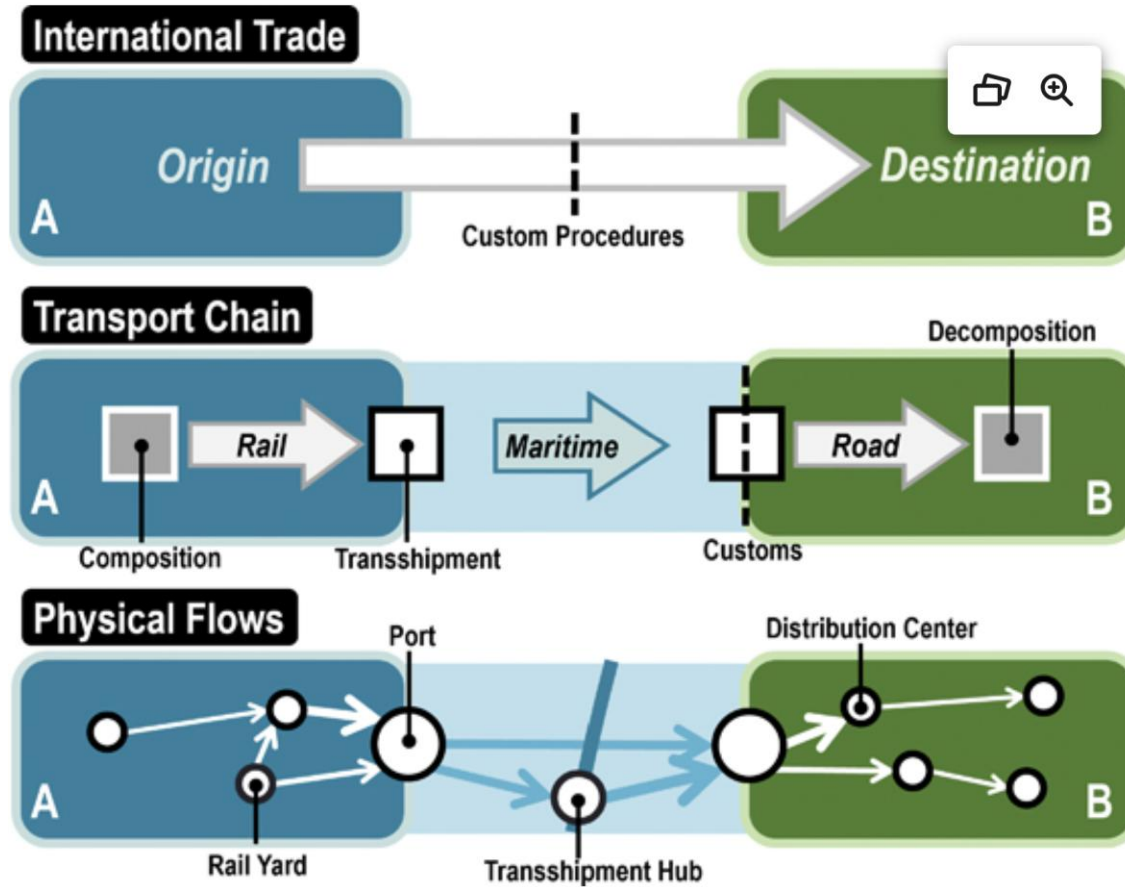 International Trade
Origin
Destination
A
Custom Procedures
B
Transport Chain
Decomposition
Rail
Maritime
Road
A
B
Composition
Transshipment
Customs
Physical Flows
Port
Distribution Center
A
B
Rail Yard
Transshipment Hub